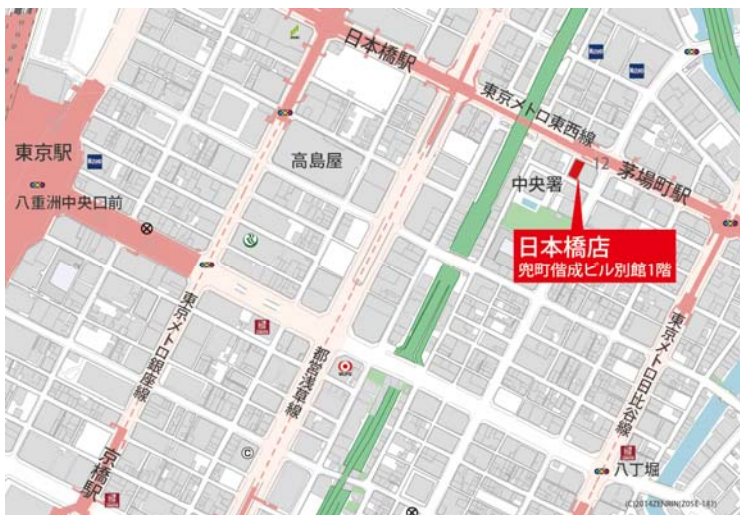 日本橋駅
東京メトロ東西線
東京駅
高島屋
12
茅場町駅
中央署
八重洲中央口前
日本橋店
兜町偕成ビル別館1階
東京メトロ銀座線
都営浅草線
東京メトロ日比谷線
京橋駅
八丁堀
(C)2014ZENRIN(Z05E-183)